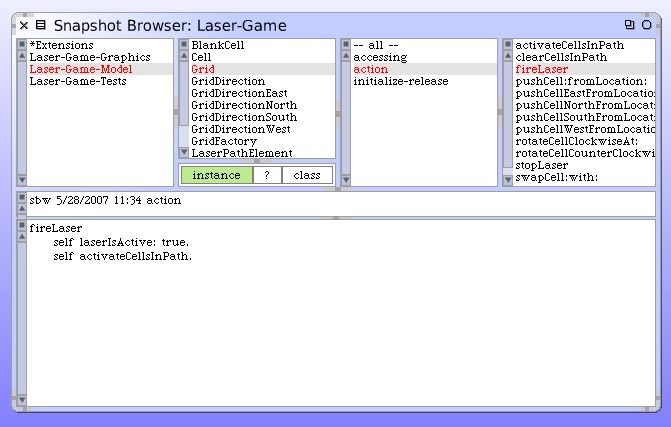 Snapshot Browser: Laser-Game
*Extensions
Laser-Game-Graphics
Laser-Game-Model
Laser-Game-Tests
BlankCell
Cell
Grid
GridDirection
GridDirectionEast
GridDirectionNorth
GridDirectionSouth
GridDirectionWest
GridFactory
LaserPathElement
instance ? class
-- all --
accessing
action
initialize-release
activateCellsInPath
clearCellsInPath
fireLaser
pushCell:fromLocation:
pushCellEastFromLocatio
pushCellNorthFromLocati
pushCellSouthFromLocati
pushCellWestFromLocatio
rotateCellClockwiseAt:
rotateCellCounterClockwi
stopLaser
swapCell:with:
sbw 5/28/2007 11:34 action
fireLaser
self laserIsActive: true.
self activateCellsInPath.